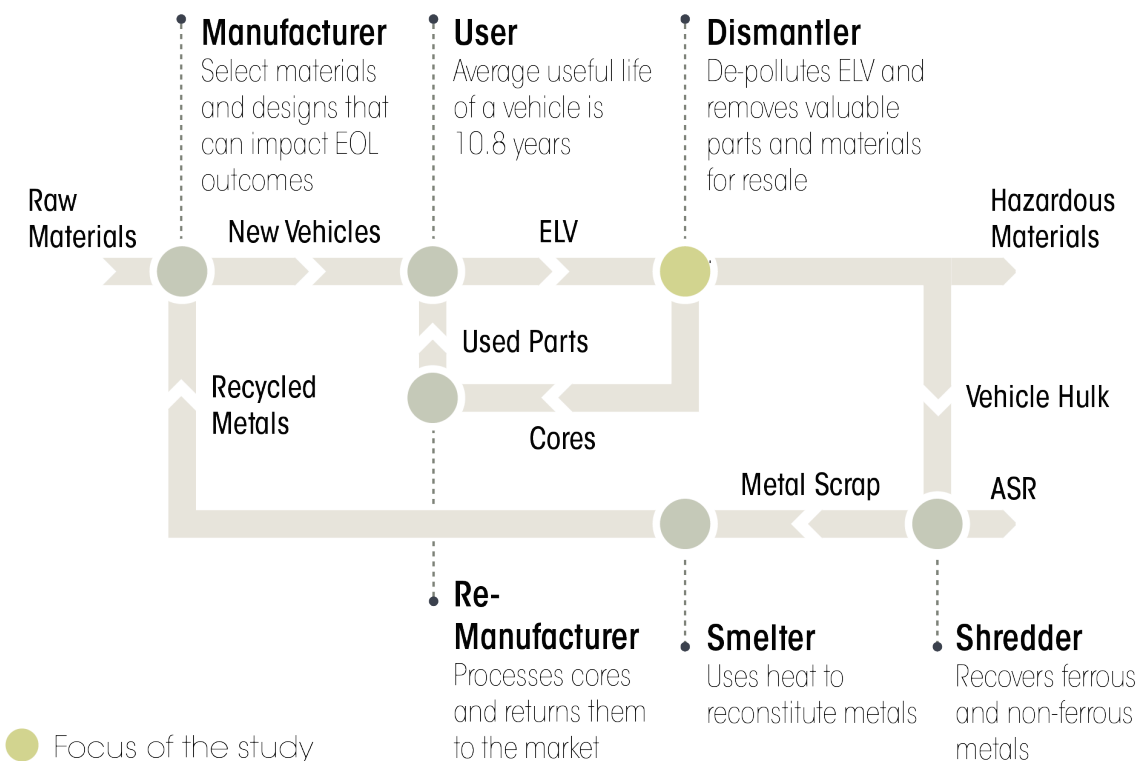 Manufacturer
Select materials
and designs that
can impact EOL
outcomes
User
Average useful life
of a vehicle is
10.8 years
Dismantler
De-pollutes ELV and
removes valuable
parts and materials
for resale
Raw
Materials
New Vehicles
ELV
Hazardous
Materials
Used Parts
Recycled
Metals
Cores
Vehicle Hulk
Metal Scrap
ASR
Re-
Manufacturer
Processes cores
and returns them
to the market
Smelter
Uses heat to
reconstitute metals
Shredder
Recovers ferrous
and non-ferrous
metals
Focus of the study